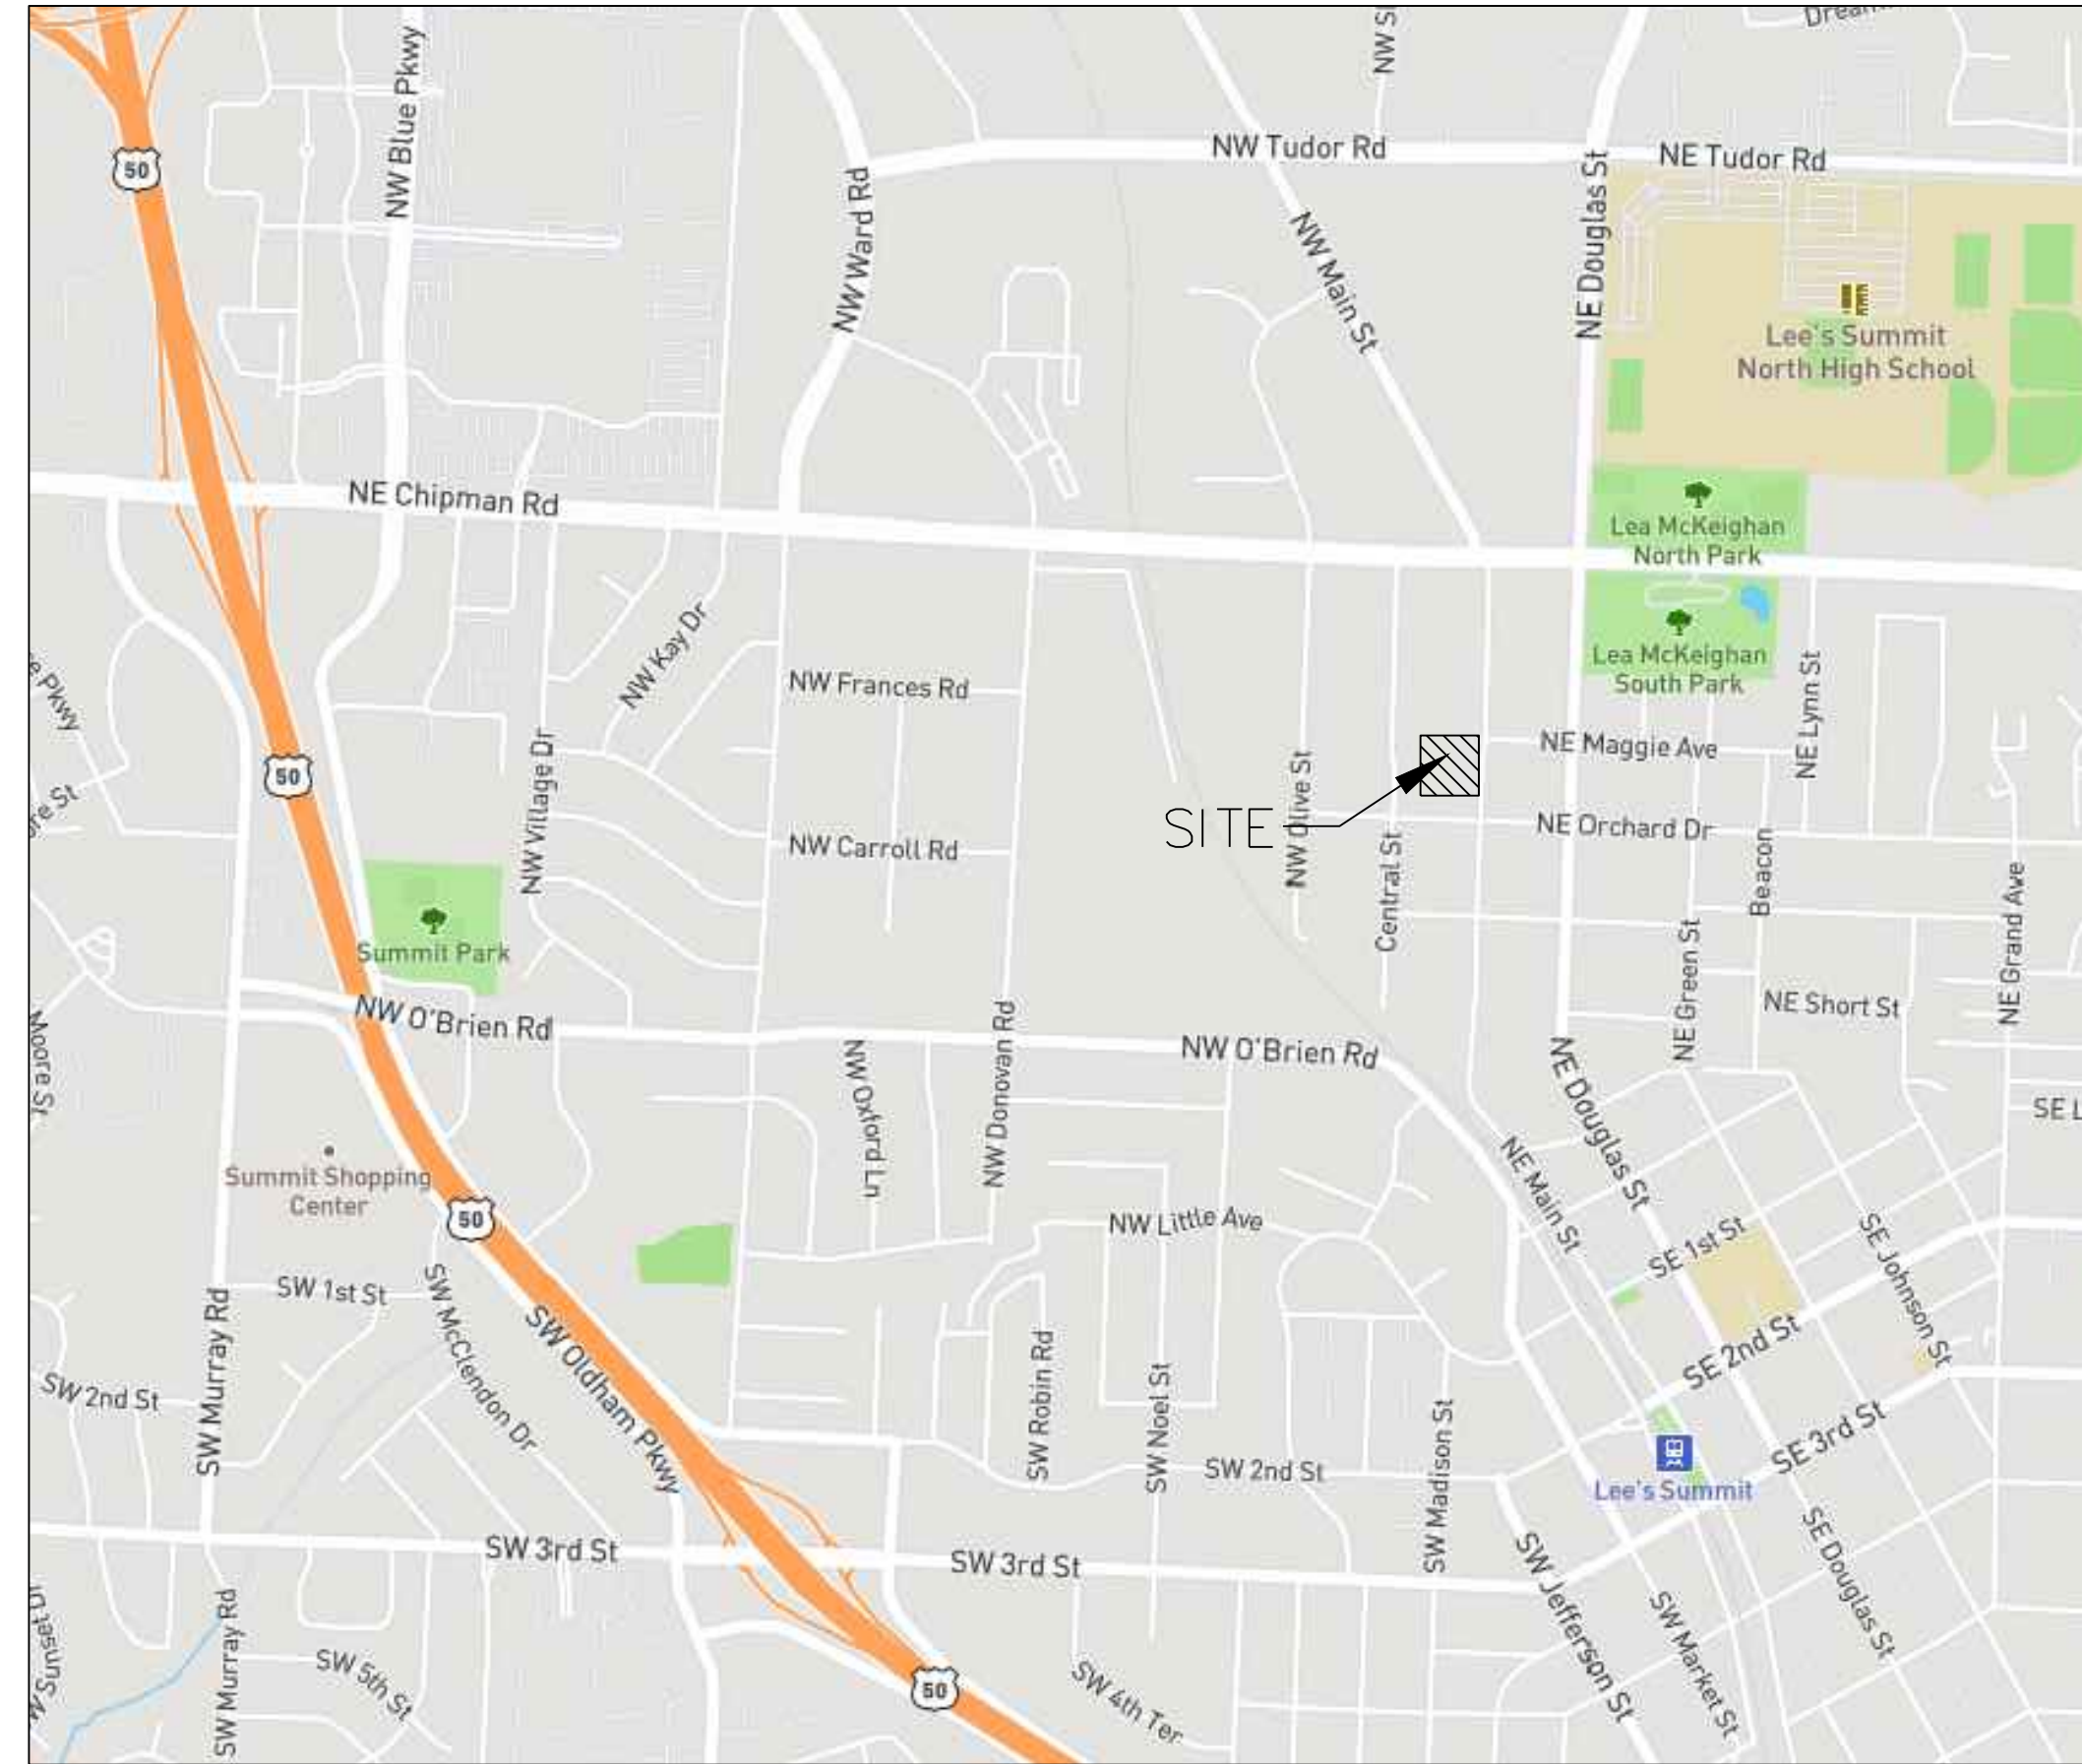 NW Blue Pkwy
50
NW Tudor Rd
NE Tudor Rd
NW Ward Rd
NW Main St
NE Douglas St
Lee's Summit
North High School
NE Chipman Rd
Lea McKeighan
North Park
Lea McKeighan
South Park
NW Kay Dr
NW Frances Rd
NE Lynn St
NE Maggie Ave
50
NW Village Dr
NW Olive St
SITE
NE Orchard Dr
NW Carroll Rd
Central St
Beacon
Summit Park
NE Green St
NE Grand Ave
NE Short St
NW O'Brien Rd
NW O'Brien Rd
Moore St
NW Oxford Ln
NW Donovan Rd
NE Douglas St
SE L
NE Main St
Summit Shopping
Center
50
NW Little Ave
SE 1st St
SE Johnson St
SW 1st St
SW McClendon Dr
SW Oldham Pkwy
SW Murray Rd
SW 2nd St
SW Robin Rd
SW Noel St
SW Madison St
SE 2nd St
SE 3rd St
SW 2nd St
Lee's Summit
SW 3rd St
SW 3rd St
SW Jefferson St
SE Douglas St
SW Market St
SW Murray Rd
SW 5th St
SW 4th Ter
50